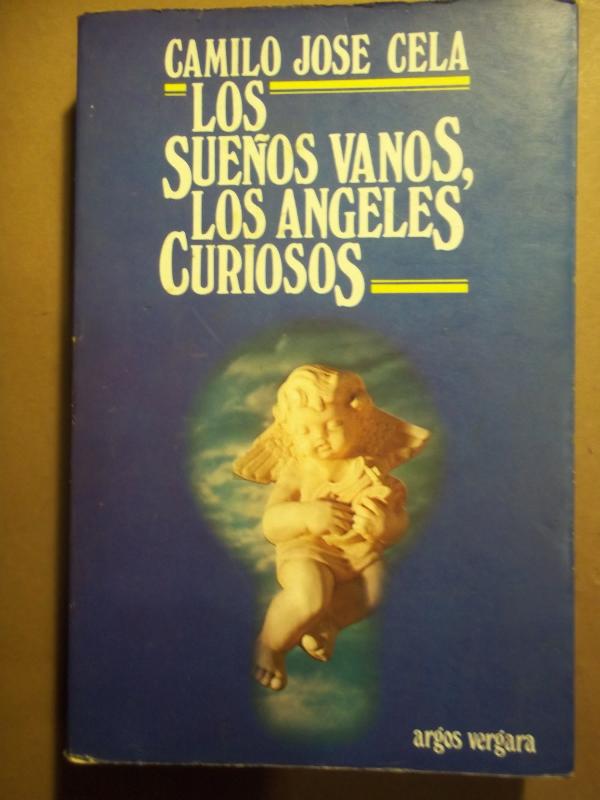 CAMILO JOSE CELA
LOS
SUEÑOS VANOS,
LOS ANGELES
CURIOSOS
argos vergara